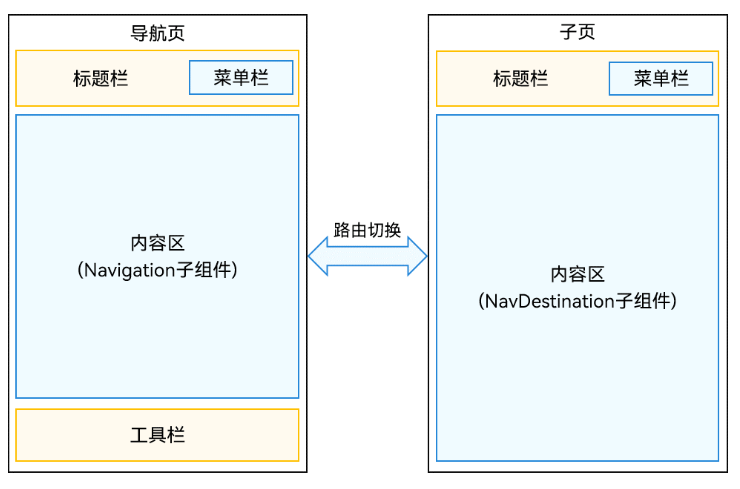 导航页
标题栏
菜单栏
内容区
(Navigation子组件)
工具栏
路由切换
子页
标题栏
菜单栏
内容区
(NavDestination子组件)